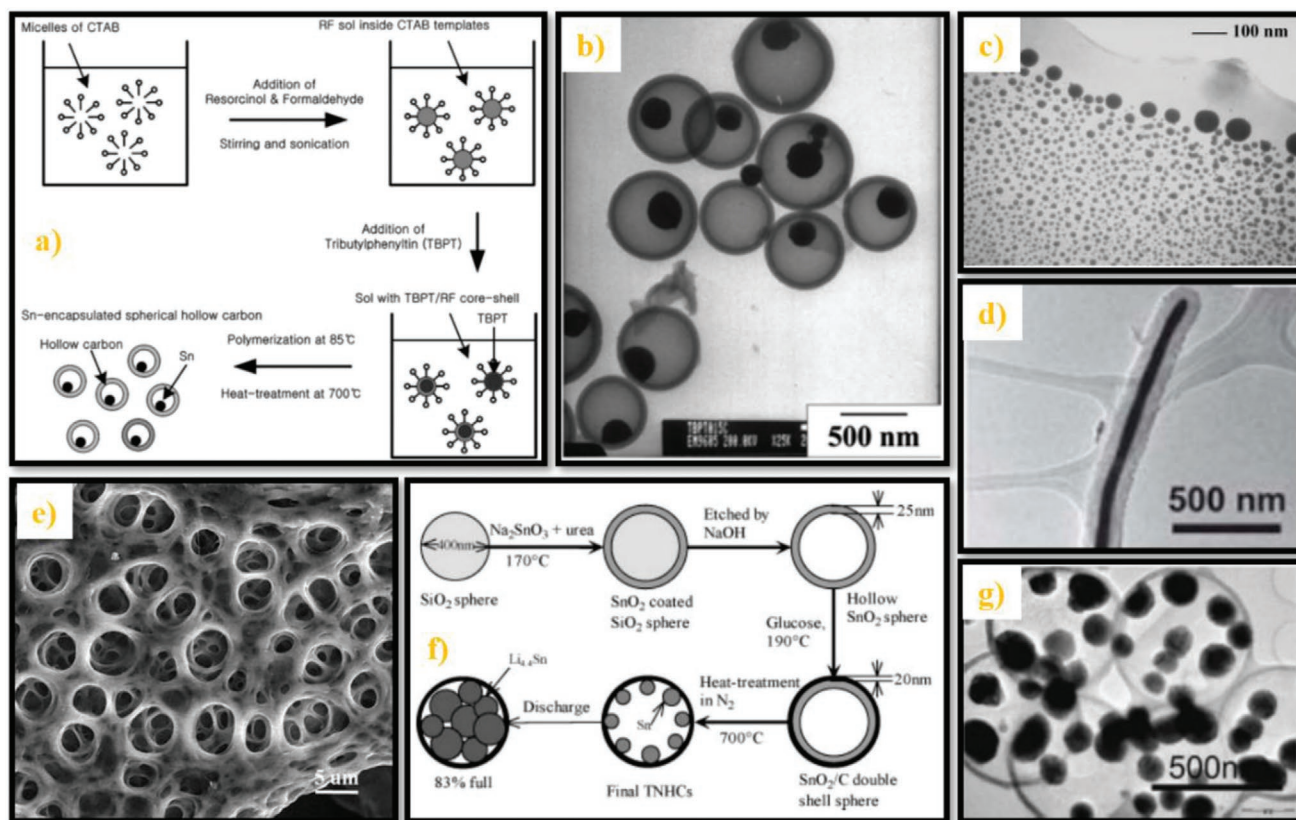 a)
Micelles of CTAB
RF sol inside CTAB templates
Addition of
Resorcinol & Formaldehyde
Stirring and sonication
Addition of
Tributylphenyltin (TBPT)
Sol with TBPT/RF core-shell
TBPT
Sn-encapsulated spherical hollow carbon
Hollow carbon
Sn
Polymerization at 85℃
Heat-treatment at 700℃
b)
500 nm
c)
100 nm
d)
500 nm
e)
5 um
f)
400nm
SiO₂ sphere
Na₂SnO₃ + urea
170°C
SnO₂ coated
SiO₂ sphere
Etched by
NaOH
25nm
Hollow
SnO₂ sphere
Glucose,
190°C
20nm
SnO₂/C double
shell sphere
Heat-treatment
in N₂
700°C
Sn
Final TNHCs
Discharge
Li₄.₄Sn
83% full
g)
500n